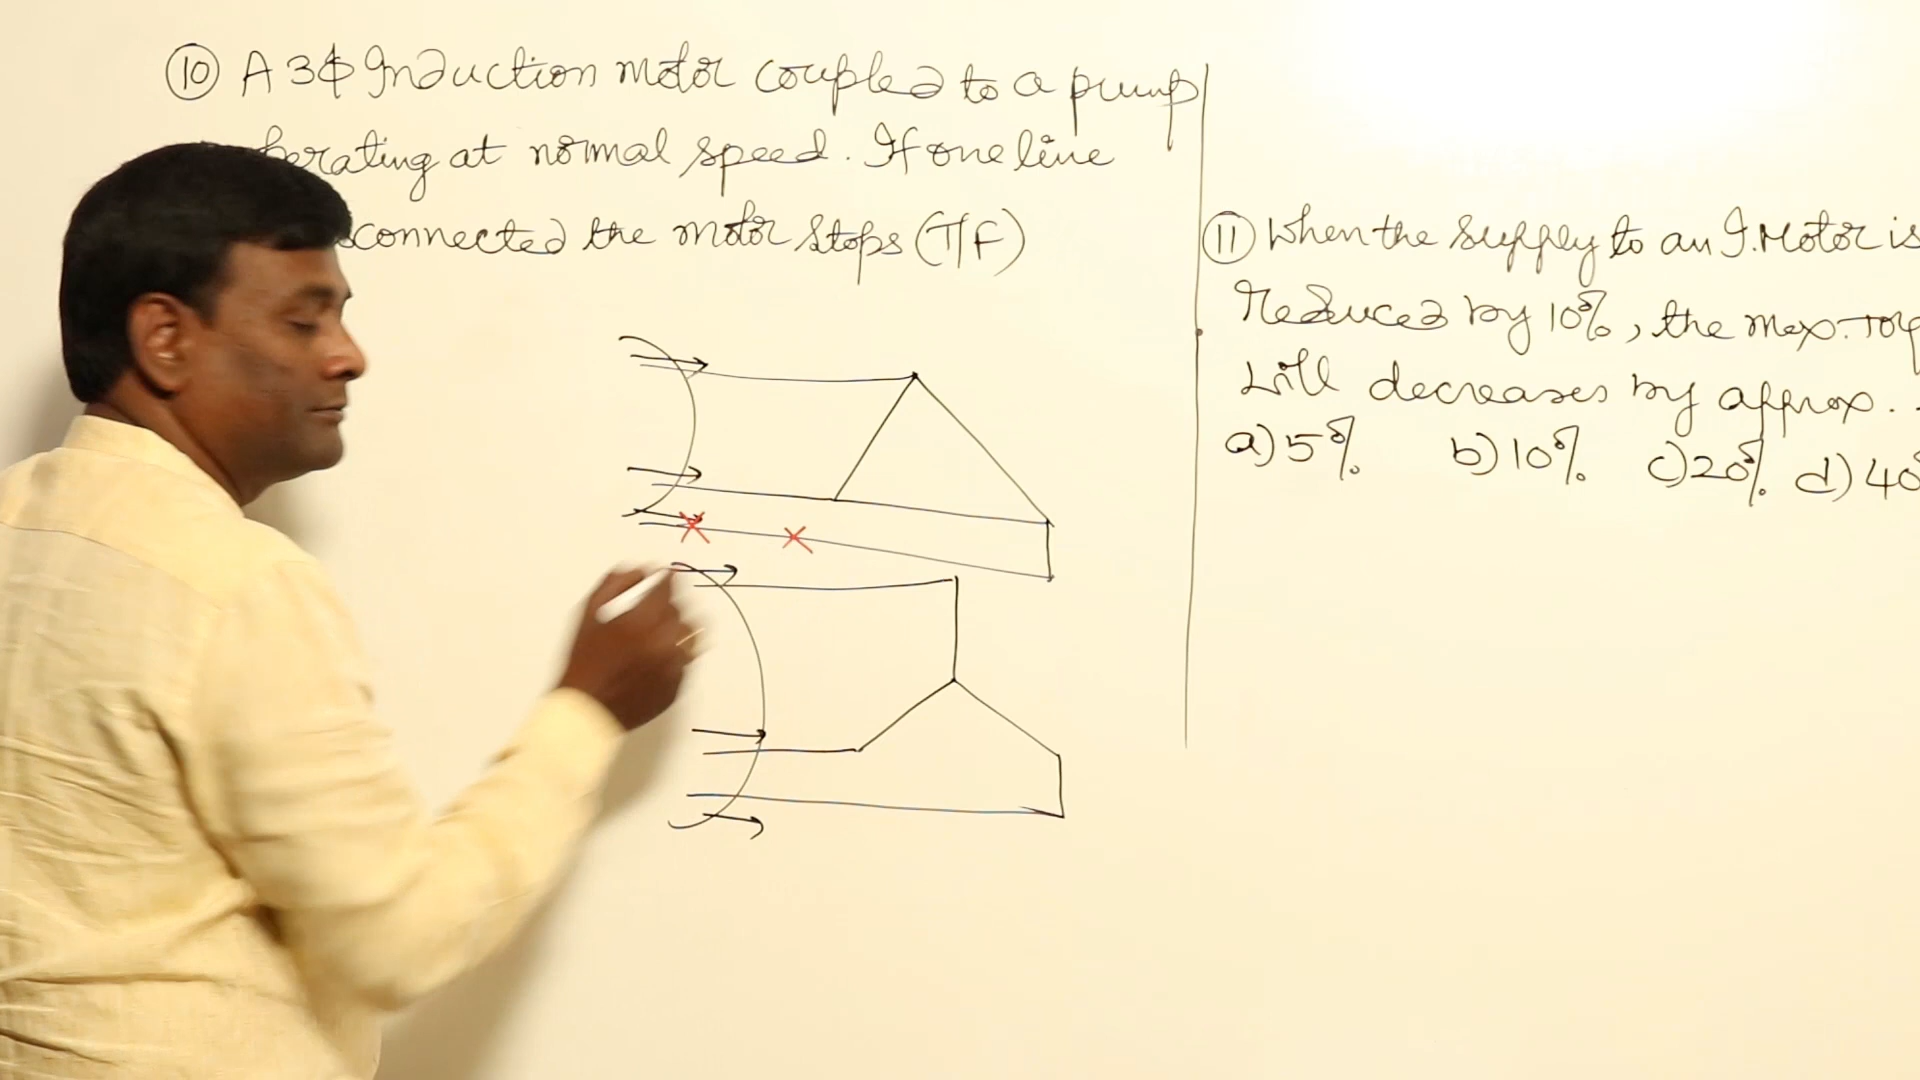 10 A 3ϕ Induction motor coupled to a pump
perating at normal speed. If one line
connected the motor stops (T/F)
11 When the supply to an I.Motor is
reduced by 10%, the max. Torq
will decreases by approx. .
a) 5% b) 10% c) 20% d) 40%